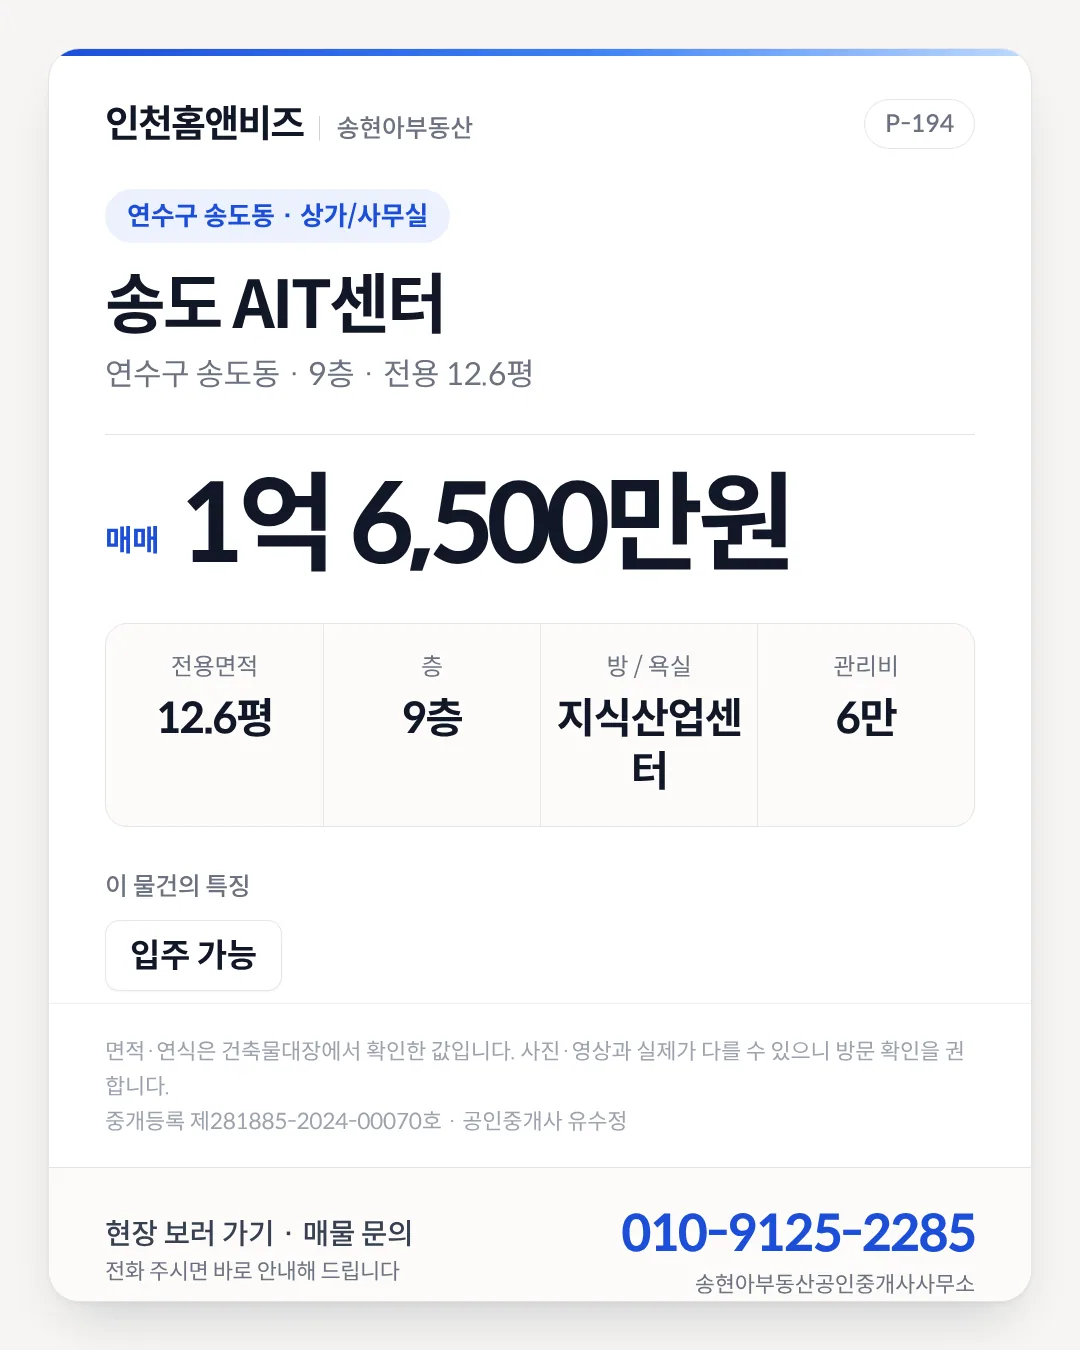 인천홈앤비즈 | 송현아부동산
P-194
연수구 송도동 · 상가/사무실
송도 AIT센터
연수구 송도동 · 9층 · 전용 12.6평
매매 1억 6,500만원
전용면적
12.6평
층
9층
방 / 욕실
지식산업센
터
관리비
6만
이 물건의 특징
입주 가능
면적·연식은 건축물대장에서 확인한 값입니다. 사진·영상과 실제가 다를 수 있으니 방문 확인을 권
합니다.
중개등록 제281885-2024-00070호 · 공인중개사 유수정
현장 보러 가기 · 매물 문의
전화 주시면 바로 안내해 드립니다
010-9125-2285
송현아부동산공인중개사사무소